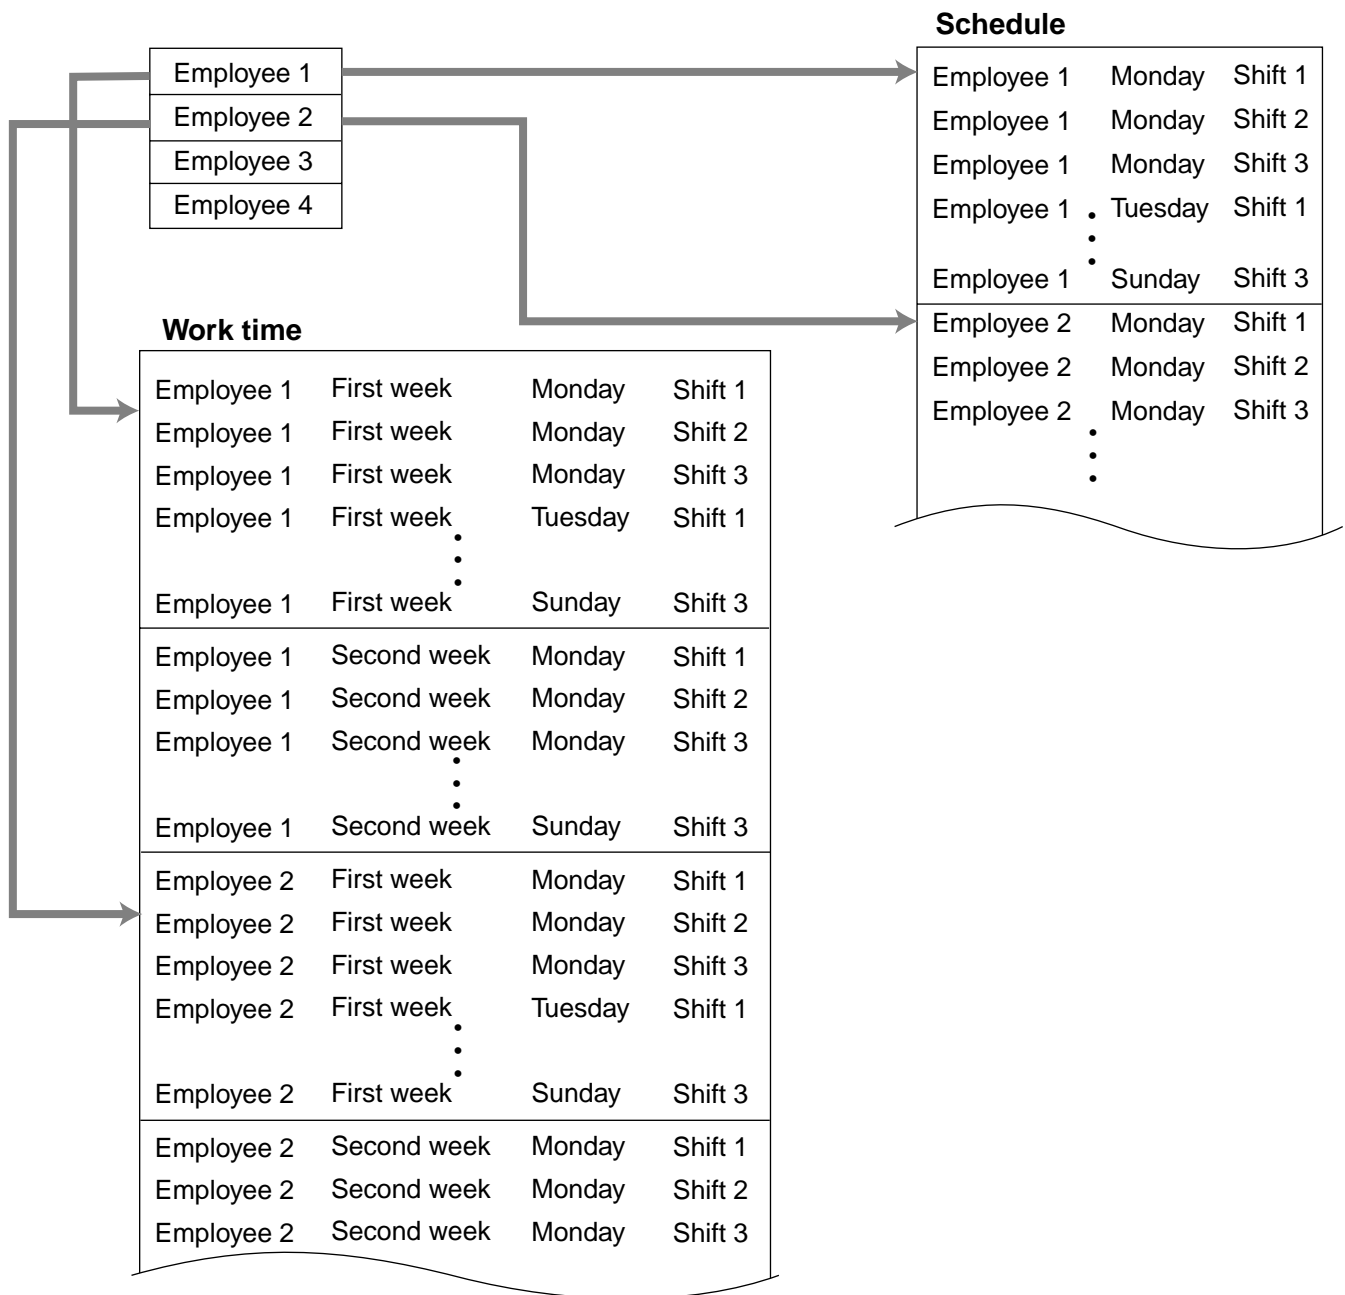 Schedule
Employee 1
Employee 2
Employee 3
Employee 4
Employee 1 Monday Shift 1
Employee 1 Monday Shift 2
Employee 1 Monday Shift 3
Employee 1 Tuesday Shift 1
Employee 1 Sunday Shift 3
Employee 2 Monday Shift 1
Employee 2 Monday Shift 2
Employee 2 Monday Shift 3
Work time
Employee 1 First week Monday Shift 1
Employee 1 First week Monday Shift 2
Employee 1 First week Monday Shift 3
Employee 1 First week Tuesday Shift 1
Employee 1 First week Sunday Shift 3
Employee 1 Second week Monday Shift 1
Employee 1 Second week Monday Shift 2
Employee 1 Second week Monday Shift 3
Employee 1 Second week Sunday Shift 3
Employee 2 First week Monday Shift 1
Employee 2 First week Monday Shift 2
Employee 2 First week Monday Shift 3
Employee 2 First week Tuesday Shift 1
Employee 2 First week Sunday Shift 3
Employee 2 Second week Monday Shift 1
Employee 2 Second week Monday Shift 2
Employee 2 Second week Monday Shift 3